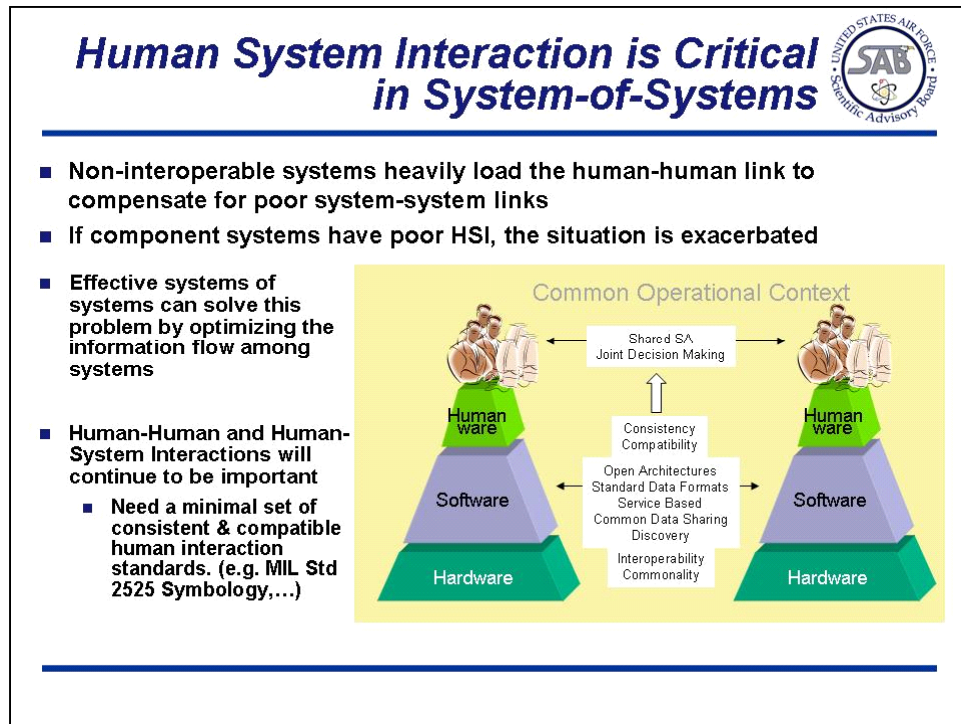 Human System Interaction is Critical
in System-of-Systems
UNITED STATES AIR FORCE
SAB
Scientific Advisory Board
■ Non-interoperable systems heavily load the human-human link to
compensate for poor system-system links
■ If component systems have poor HSI, the situation is exacerbated
■ Effective systems of
systems can solve this
problem by optimizing the
information flow among
systems
■ Human-Human and Human-
System Interactions will
continue to be important
■ Need a minimal set of
consistent & compatible
human interaction
standards. (e.g. MIL Std
2525 Symbology,...)
Common Operational Context
Shared SA
Joint Decision Making
Human
ware
Software
Hardware
Consistency
Compatibility
Open Architectures
Standard Data Formats
Service Based
Common Data Sharing
Discovery
Interoperability
Commonality
Human
ware
Software
Hardware